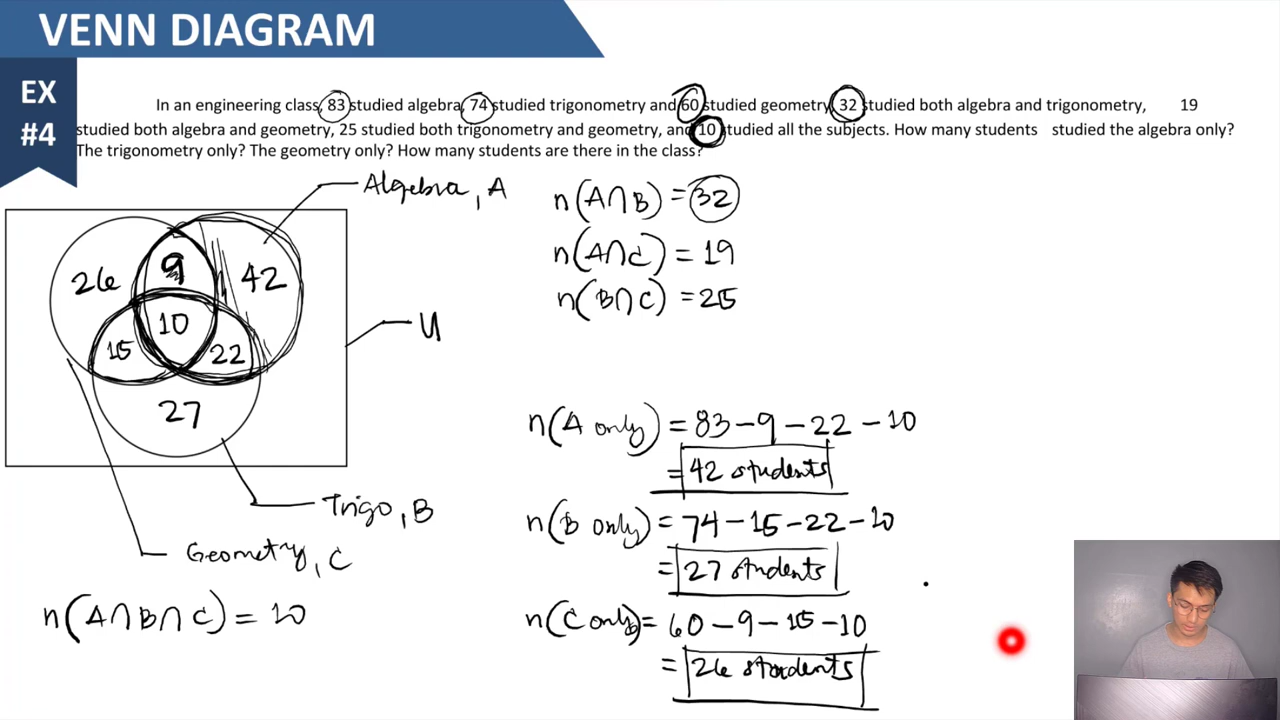 VENN DIAGRAM
EX
#4
In an engineering class, 83 studied algebra, 74 studied trigonometry and 60 studied geometry, 32 studied both algebra and trigonometry, 19
studied both algebra and geometry, 25 studied both trigonometry and geometry, and 10 studied all the subjects. How many students studied the algebra only?
The trigonometry only? The geometry only? How many students are there in the class?
Algebra, A
n(A∩B) = 32
n(A∩C) = 19
n(B∩C) = 25
26 9 42
10
15 22
27
U
Trigo, B
Geometry, C
n(A∩B∩C) = 10
n(A only) = 83 - 9 - 22 - 10
= 42 students
n(B only) = 74 - 15 - 22 - 10
= 27 students
n(C only) = 60 - 9 - 15 - 10
= 26 students